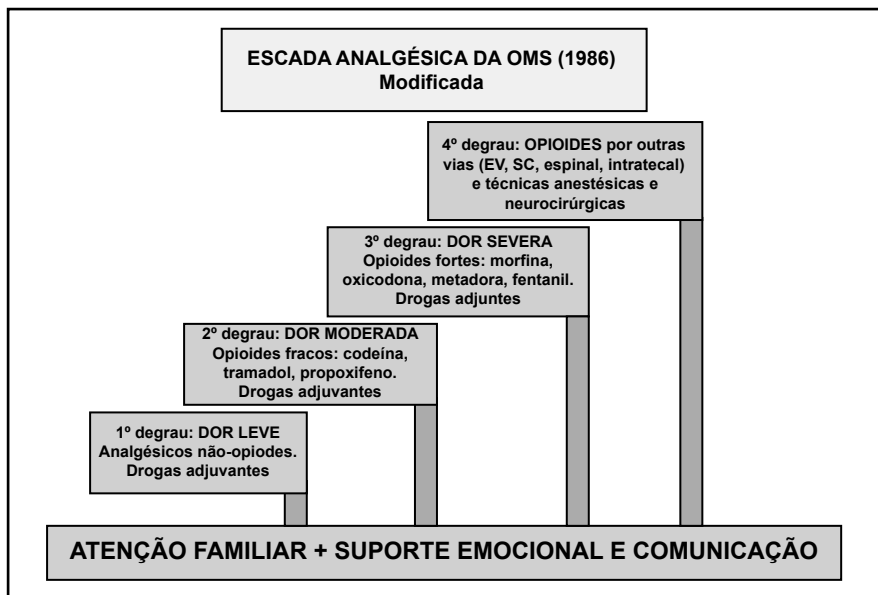 ESCADA ANALGÉSICA DA OMS (1986)
Modificada
4º degrau: OPIOIDES por outras
vias (EV, SC, espinal, intratecal)
e técnicas anestésicas e
neurocirúrgicas
3º degrau: DOR SEVERA
Opioides fortes: morfina,
oxicodona, metadora, fentanil.
Drogas adjuntes
2º degrau: DOR MODERADA
Opioides fracos: codeína,
tramadol, propoxifeno.
Drogas adjuvantes
1º degrau: DOR LEVE
Analgésicos não-opiodes.
Drogas adjuvantes
ATENÇÃO FAMILIAR + SUPORTE EMOCIONAL E COMUNICAÇÃO